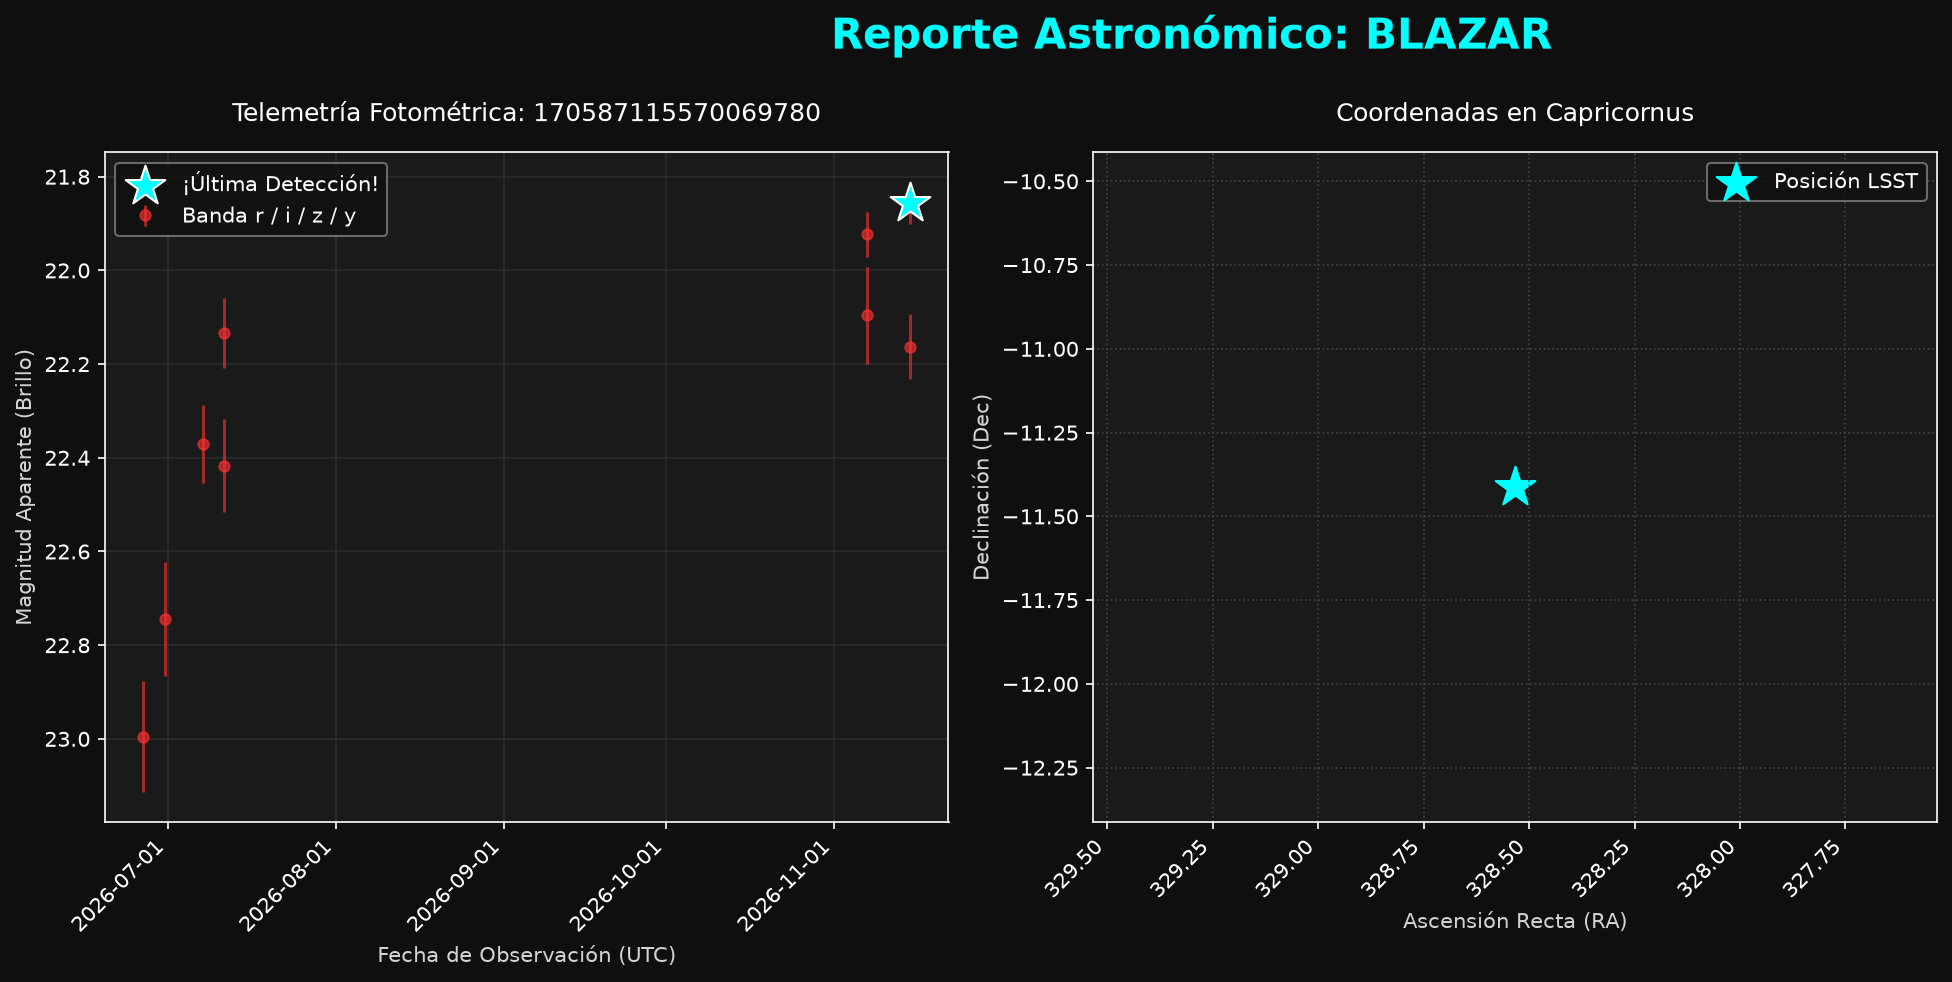 Reporte Astronómico: BLAZAR
Telemetría Fotométrica: 170587115570069780
¡Última Detección!
Banda r / i / z / y
Magnitud Aparente (Brillo)
21.8
22.0
22.2
22.4
22.6
22.8
23.0
2026-07-01
2026-08-01
2026-09-01
2026-10-01
2026-11-01
Fecha de Observación (UTC)
Coordenadas en Capricornus
Posición LSST
Declinación (Dec)
−10.50
−10.75
−11.00
−11.25
−11.50
−11.75
−12.00
−12.25
329.50
329.25
329.00
328.75
328.50
328.25
328.00
327.75
Ascensión Recta (RA)